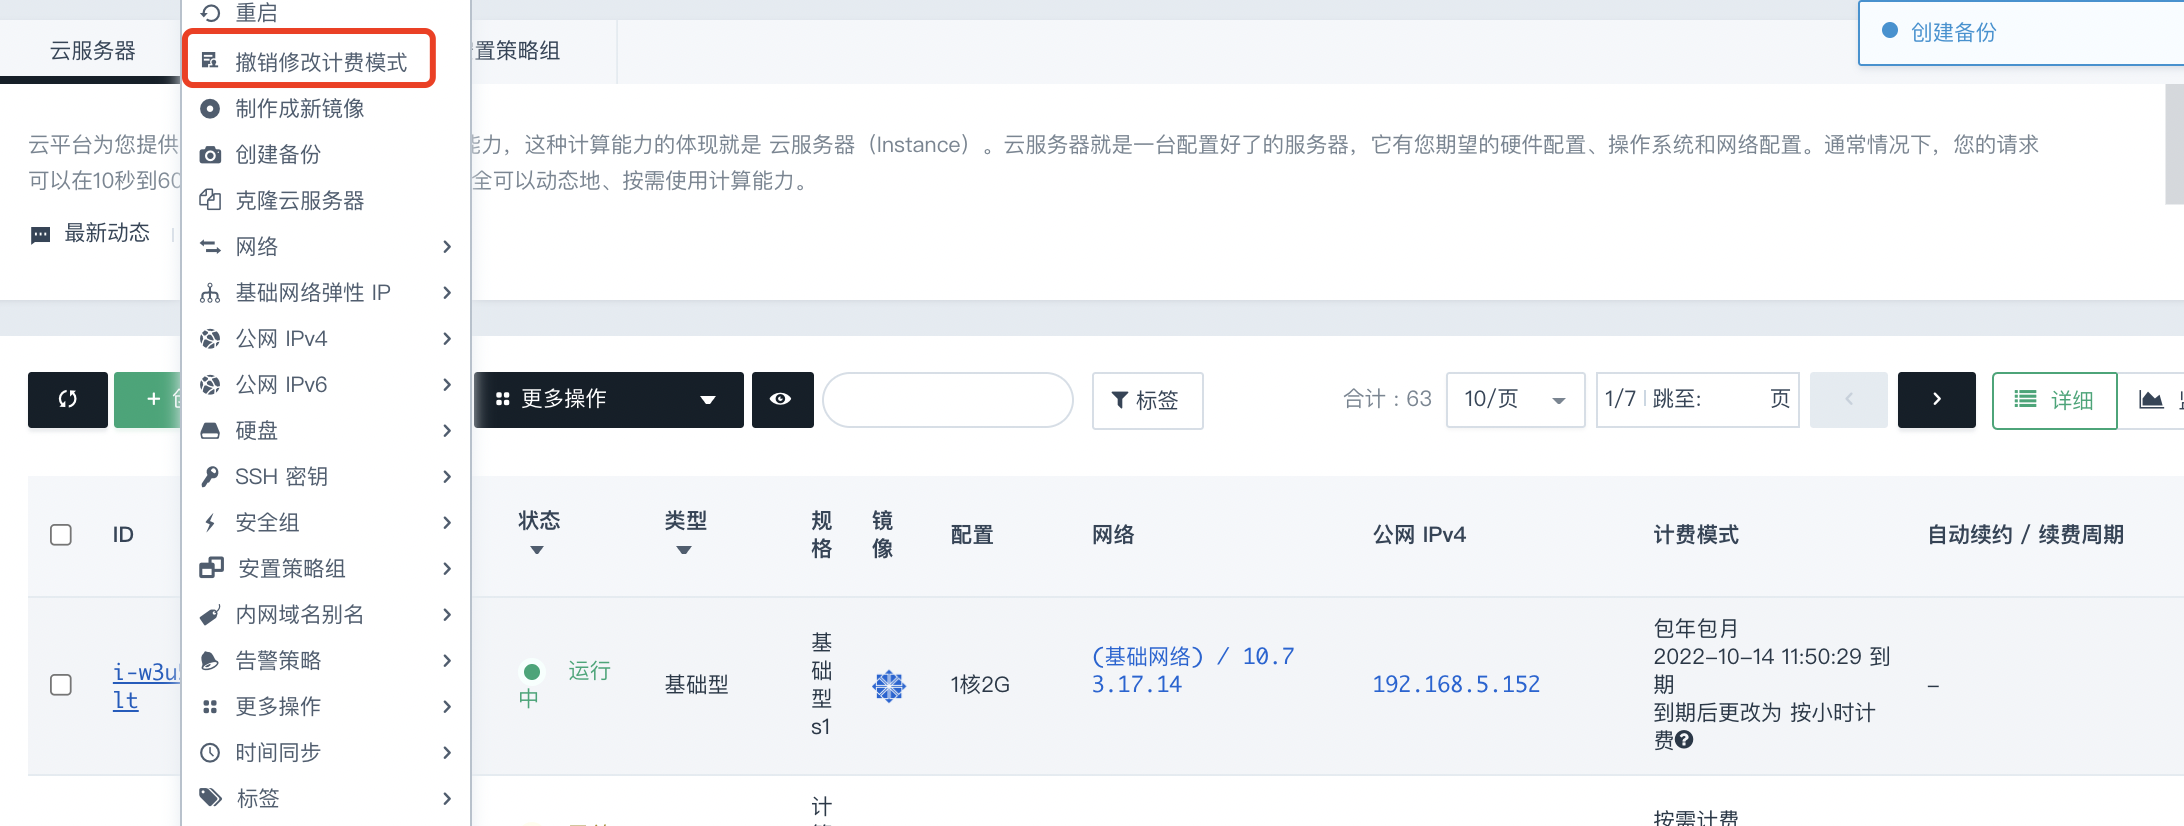 重启
云服务器
撤销修改计费模式
置策略组
创建备份
制作成新镜像
云平台为您提供
能力，这种计算能力的体现就是 云服务器（Instance）。云服务器就是一台配置好了的服务器，它有您期望的硬件配置、操作系统和网络配置。通常情况下，您的请求
创建备份
可以在10秒到60
全可以动态地、按需使用计算能力。
克隆云服务器
最新动态
网络
基础网络弹性 IP
公网 IPv4
公网 IPv6
+
更多操作
标签
合计：63
10/页
1/7
跳至:
页
详细
硬盘
SSH 密钥
安全组
安置策略组
内网域名别名
告警策略
更多操作
时间同步
标签
ID
状态
类型
规格
镜像
配置
网络
公网 IPv4
计费模式
自动续约 / 续费周期
i-w3u
lt
运行
中
基础型
基
础
型
s1
1核2G
(基础网络) / 10.7
3.17.14
192.168.5.152
包年包月
2022-10-14 11:50:29 到
期
到期后更改为 按小时计
费
–
计
按需计费